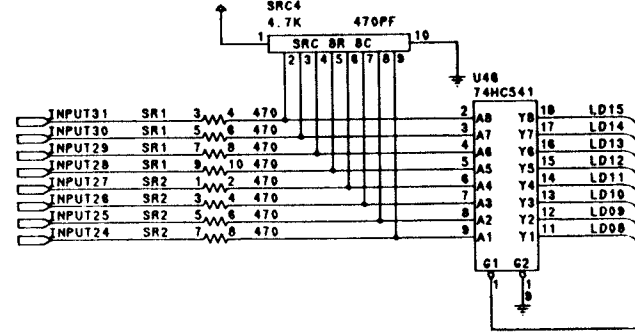 SRC4
4.7K 470PF
1 SRC 8R 8C 10
2 3 4 5 6 7 8 9
U46
74HC541
INPUT31 SR1 3 4 470 2 A8 Y8 18 LD15
INPUT30 SR1 5 6 470 3 A7 Y7 17 LD14
INPUT29 SR1 7 8 470 4 A6 Y6 16 LD13
INPUT28 SR1 9 10 470 5 A5 Y5 15 LD12
INPUT27 SR2 1 2 470 6 A4 Y4 14 LD11
INPUT26 SR2 3 4 470 7 A3 Y3 13 LD10
INPUT25 SR2 5 6 470 8 A2 Y2 12 LD09
INPUT24 SR2 7 8 470 9 A1 Y1 11 LD08
G1 G2
1 1
9